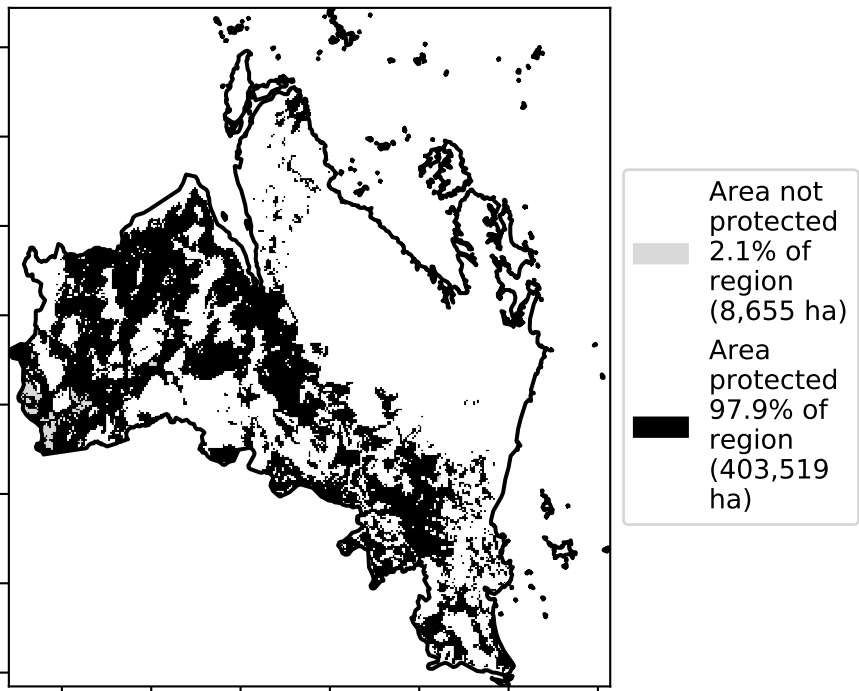 Area not
protected
2.1% of
region
(8,655 ha)
Area
protected
97.9% of
region
(403,519
ha)